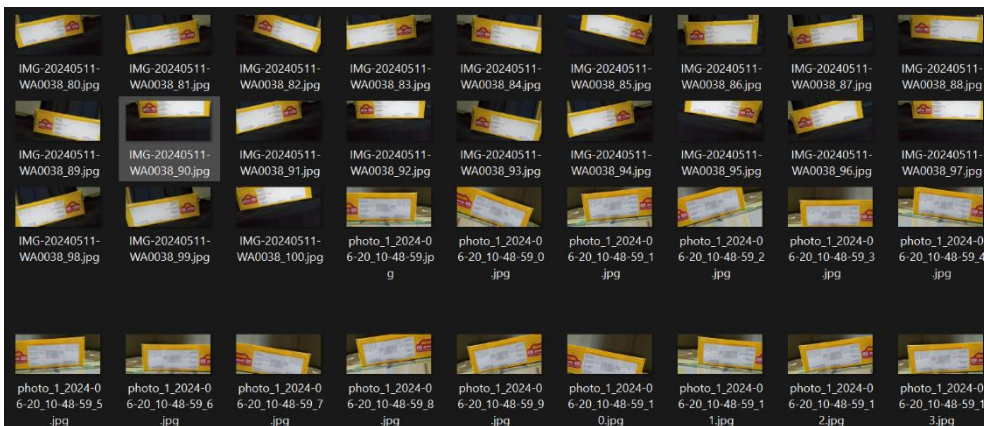 IMG-20240511-
WA0038_80.jpg
IMG-20240511-
WA0038_81.jpg
IMG-20240511-
WA0038_82.jpg
IMG-20240511-
WA0038_83.jpg
IMG-20240511-
WA0038_84.jpg
IMG-20240511-
WA0038_85.jpg
IMG-20240511-
WA0038_86.jpg
IMG-20240511-
WA0038_87.jpg
IMG-20240511-
WA0038_88.jpg
IMG-20240511-
WA0038_89.jpg
IMG-20240511-
WA0038_90.jpg
IMG-20240511-
WA0038_91.jpg
IMG-20240511-
WA0038_92.jpg
IMG-20240511-
WA0038_93.jpg
IMG-20240511-
WA0038_94.jpg
IMG-20240511-
WA0038_95.jpg
IMG-20240511-
WA0038_96.jpg
IMG-20240511-
WA0038_97.jpg
IMG-20240511-
WA0038_98.jpg
IMG-20240511-
WA0038_99.jpg
IMG-20240511-
WA0038_100.jpg
photo_1_2024-0
6-20_10-48-59.jp
g
photo_1_2024-0
6-20_10-48-59_0
.jpg
photo_1_2024-0
6-20_10-48-59_1
.jpg
photo_1_2024-0
6-20_10-48-59_2
.jpg
photo_1_2024-0
6-20_10-48-59_3
.jpg
photo_1_2024-0
6-20_10-48-59_4
.jpg
photo_1_2024-0
6-20_10-48-59_5
.jpg
photo_1_2024-0
6-20_10-48-59_6
.jpg
photo_1_2024-0
6-20_10-48-59_7
.jpg
photo_1_2024-0
6-20_10-48-59_8
.jpg
photo_1_2024-0
6-20_10-48-59_9
.jpg
photo_1_2024-0
6-20_10-48-59_1
0.jpg
photo_1_2024-0
6-20_10-48-59_1
1.jpg
photo_1_2024-0
6-20_10-48-59_1
2.jpg
photo_1_2024-0
6-20_10-48-59_1
3.jpg